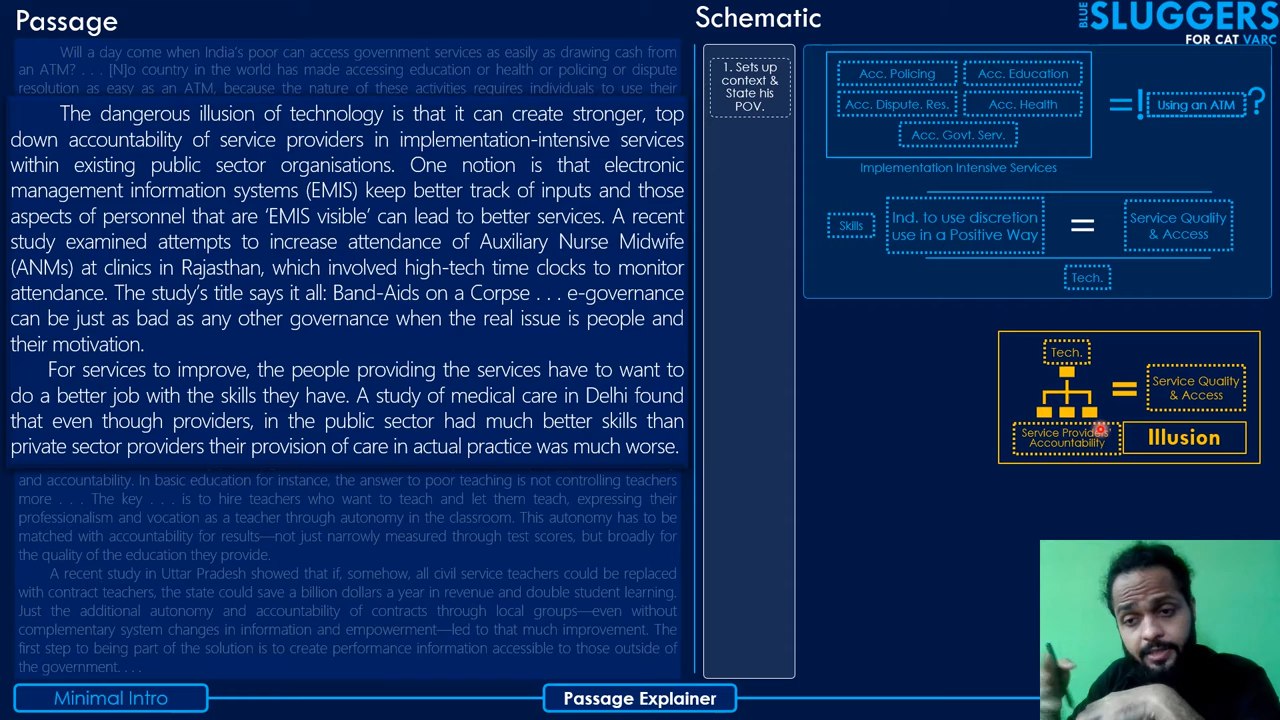 Passage
Will a day come when India's poor can access government services as easily as drawing cash from
an ATM? . . . [N]o country in the world has made accessing education or health or policing or dispute
resolution as easy as an ATM, because the nature of these activities requires individuals to use their
The dangerous illusion of technology is that it can create stronger, top
down accountability of service providers in implementation-intensive services
within existing public sector organisations. One notion is that electronic
management information systems (EMIS) keep better track of inputs and those
aspects of personnel that are 'EMIS visible' can lead to better services. A recent
study examined attempts to increase attendance of Auxiliary Nurse Midwife
(ANMs) at clinics in Rajasthan, which involved high-tech time clocks to monitor
attendance. The study's title says it all: Band-Aids on a Corpse . . . e-governance
can be just as bad as any other governance when the real issue is people and
their motivation.
For services to improve, the people providing the services have to want to
do a better job with the skills they have. A study of medical care in Delhi found
that even though providers, in the public sector had much better skills than
private sector providers their provision of care in actual practice was much worse.
and accountability. In basic education for instance, the answer to poor teaching is not controlling teachers
more . . . The key . . . is to hire teachers who want to teach and let them teach, expressing their
professionalism and vocation as a teacher through autonomy in the classroom. This autonomy has to be
matched with accountability for results—not just narrowly measured through test scores, but broadly for
the quality of the education they provide.
A recent study in Uttar Pradesh showed that if, somehow, all civil service teachers could be replaced
with contract teachers, the state could save a billion dollars a year in revenue and double student learning.
Just the additional autonomy and accountability of contracts through local groups—even without
complementary system changes in information and empowerment—led to that much improvement. The
first step to being part of the solution is to create performance information accessible to those outside of
the government. . . .
Minimal Intro
Passage Explainer
Schematic
BLUE SLUGGERS
FOR CAT VARC
1. Sets up
context &
State his
POV.
Acc. Policing Acc. Education
Acc. Dispute. Res. Acc. Health
Acc. Govt. Serv.
Implementation Intensive Services
=! Using an ATM ?
Skills
Ind. to use discretion
use in a Positive Way
=
Service Quality
& Access
Tech.
Tech.
=
Service Quality
& Access
Service Providers'
Accountability
Illusion